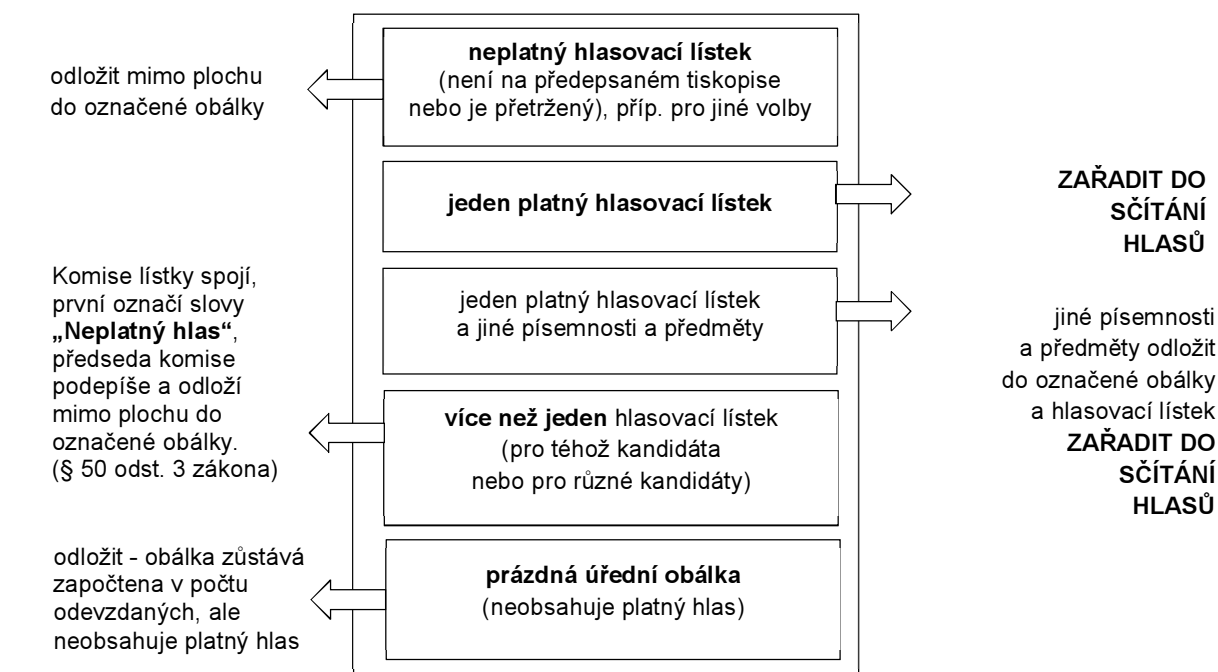 odložit mimo plochu
do označené obálky
neplatný hlasovací lístek
(není na předepsaném tiskopise
nebo je přetržený), příp. pro jiné volby
jeden platný hlasovací lístek
ZAŘADIT DO
SČÍTÁNÍ
HLASŮ
jeden platný hlasovací lístek
a jiné písemnosti a předměty
jiné písemnosti
a předměty odložit
do označené obálky
a hlasovací lístek
ZAŘADIT DO
SČÍTÁNÍ
HLASŮ
Komise lístky spojí,
první označí slovy
„Neplatný hlas“,
předseda komise
podepíše a odloží
mimo plochu do
označené obálky.
(§ 50 odst. 3 zákona)
více než jeden hlasovací lístek
(pro téhož kandidáta
nebo pro různé kandidáty)
odložit - obálka zůstává
započtena v počtu
odevzdaných, ale
neobsahuje platný hlas
prázdná úřední obálka
(neobsahuje platný hlas)